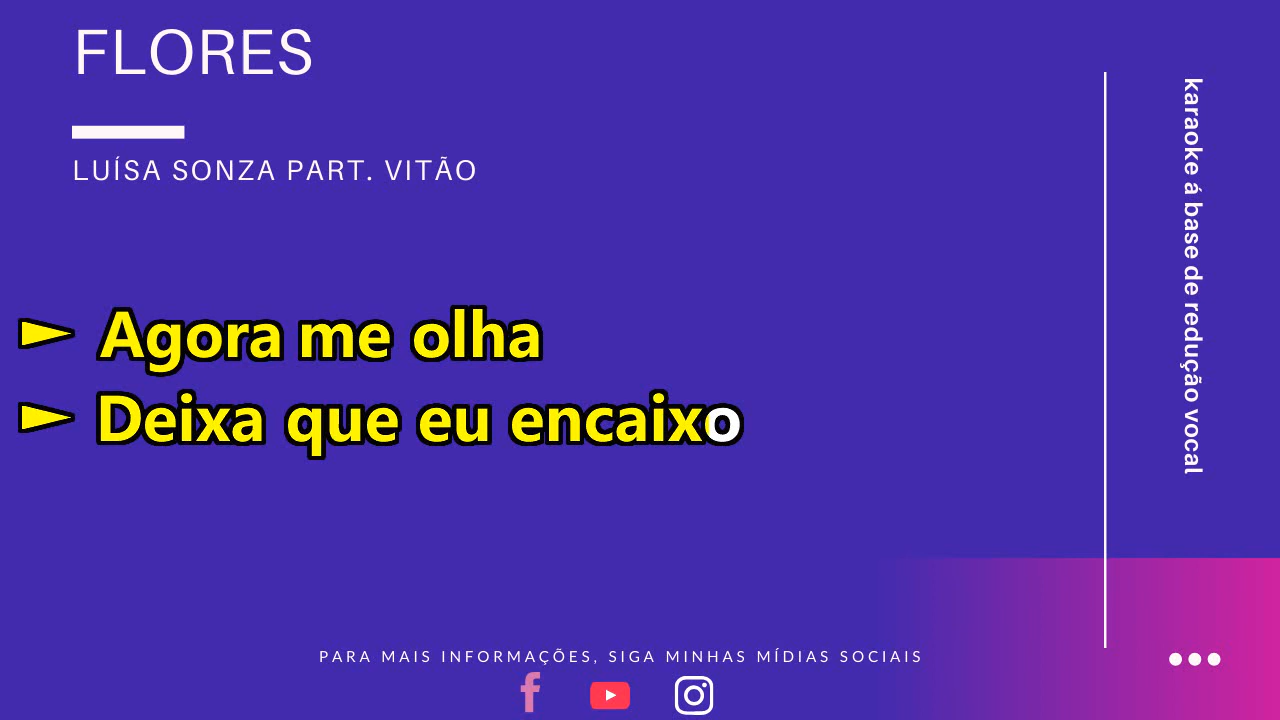 FLORES
LUÍSA SONZA PART. VITÃO
Agora me olha
Deixa que eu encaixo
karaoke á base de redução vocal
PARA MAIS INFORMAÇÕES, SIGA MINHAS MÍDIAS SOCIAIS